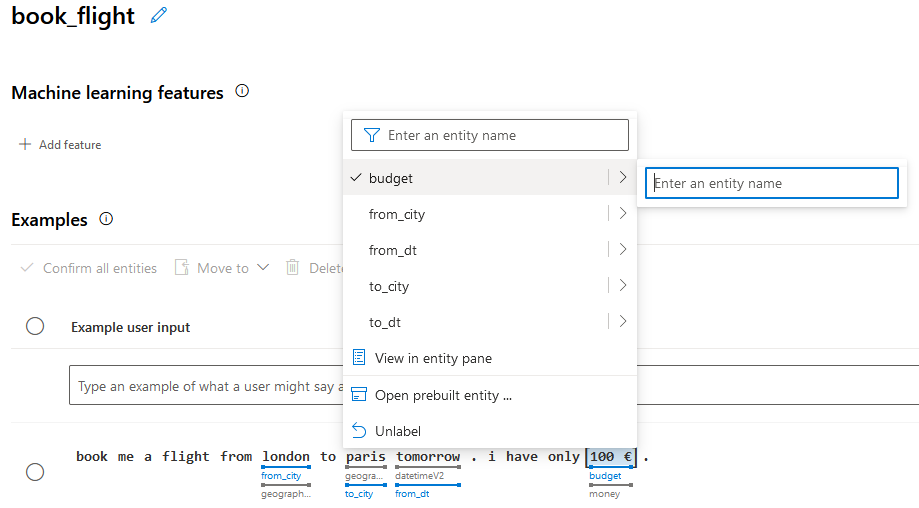 book_flight
Machine learning features
Add feature
Enter an entity name
budget
Enter an entity name
from_city
from_dt
to_city
to_dt
View in entity pane
Open prebuilt entity ...
Unlabel
Examples
Confirm all entities Move to Delete
Example user input
Type an example of what a user might say a
book me a flight from london to paris tomorrow . i have only 100 € .
from_city geogra... datetimeV2 budget
geograph... to_city from_dt money